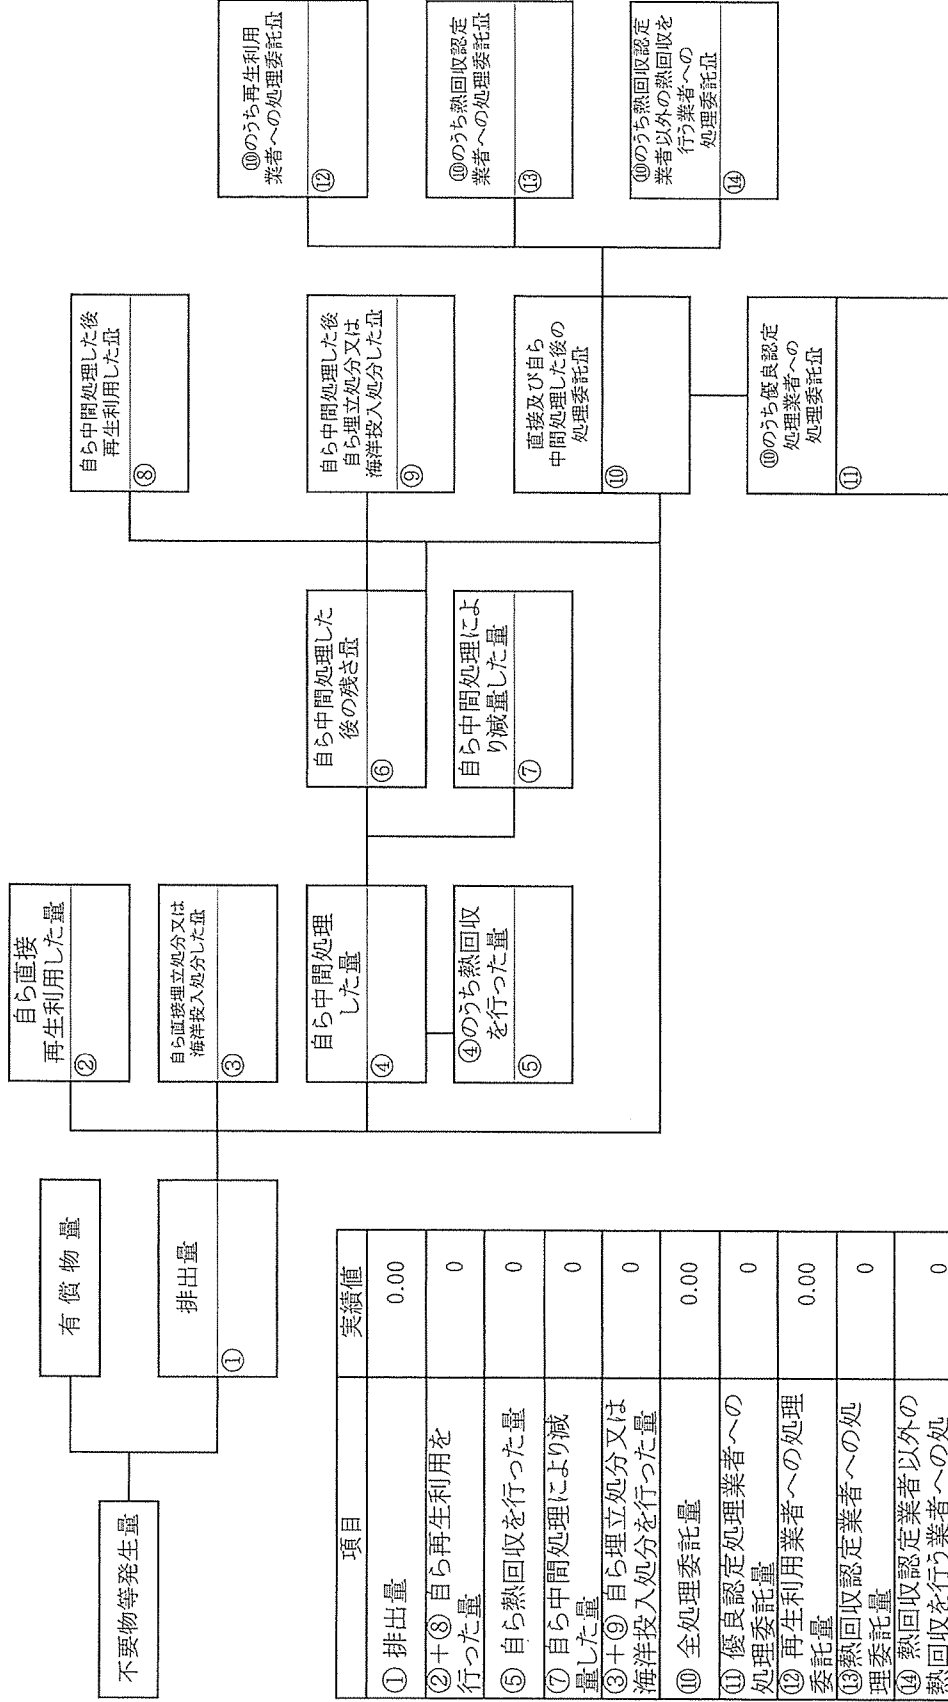 不要物等発生量
有償物量
排出量
①
自ら直接
再生利用した量
②
自ら直接埋立処分又は
海洋投入処分した量
③
自ら中間処理
した量
④
④のうち熱回収
を行った量
⑤
自ら中間処理した
後の残さ量
⑥
自ら中間処理によ
り減量した量
⑦
自ら中間処理した後
再生利用した量
⑧
自ら中間処理した後
自ら埋立処分又は
海洋投入処分した量
⑨
直接及び自ら
中間処理した後の
処理委託量
⑩
⑩のうち優良認定
処理業者への
処理委託量
⑪
⑩のうち再生利用
業者への処理委託量
⑫
⑩のうち熱回収認定
業者への処理委託量
⑬
⑩のうち熱回収認定
業者以外の熱回収を
行う業者への
処理委託量
⑭
項目 実績値
① 排出量 0.00
②+⑧ 自ら再生利用を
行った量 0
⑤ 自ら熱回収を行った量 0
⑦ 自ら中間処理により減
量した量 0
③+⑨ 自ら埋立処分又は
海洋投入処分を行った量 0
⑩ 全処理委託量 0.00
⑪ 優良認定処理業者への
処理委託量 0
⑫ 再生利用業者への処理
委託量 0.00
⑬熱回収認定業者への処
理委託量 0
⑭ 熱回収認定業者以外の
熱回収を行う業者への処 0